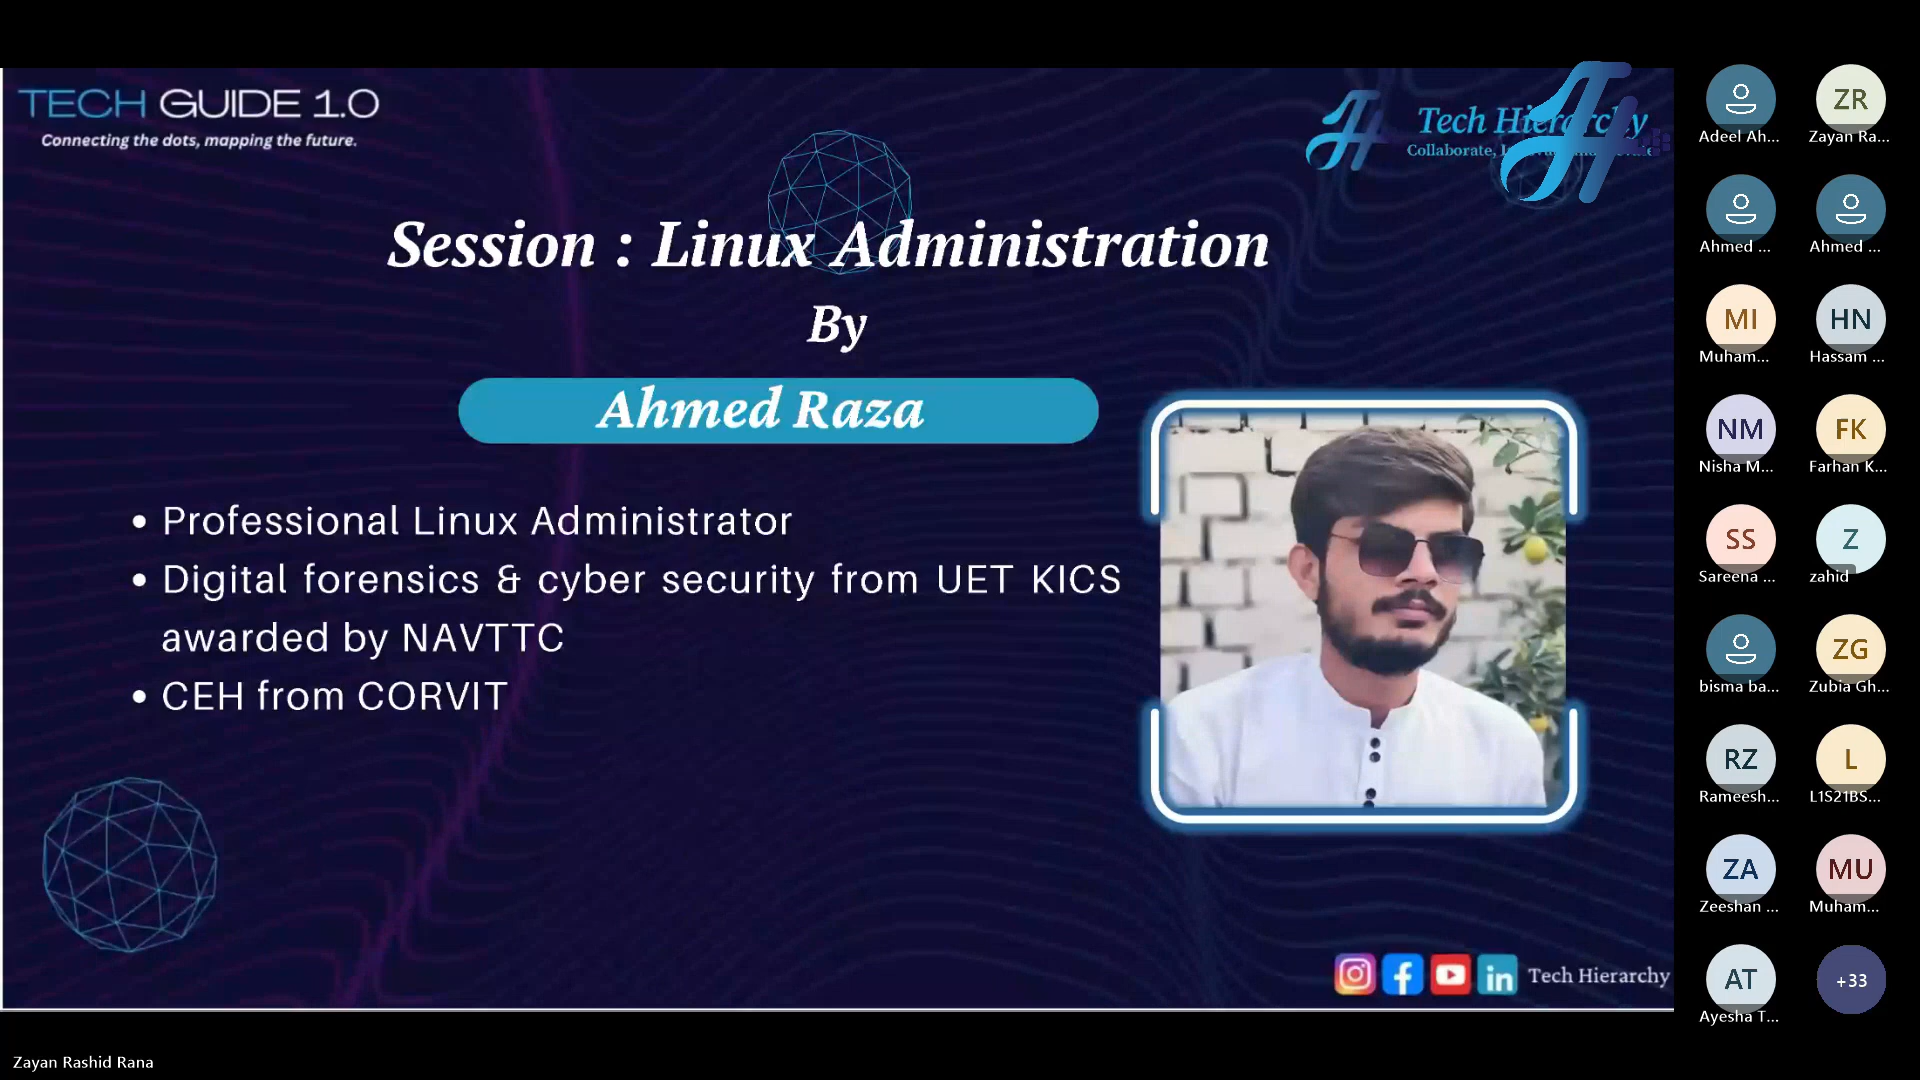 TECH GUIDE 1.0
Connecting the dots, mapping the future.
Tech Hierarchy
Collaborate,
Session : Linux Administration
By
Ahmed Raza
• Professional Linux Administrator
• Digital forensics & cyber security from UET KICS
awarded by NAVTTC
• CEH from CORVIT
Tech Hierarchy
Zayan Rashid Rana
Adeel Ah...
ZR
Zayan Ra...
Ahmed ...
Ahmed ...
MI
Muham...
HN
Hassam ...
NM
Nisha M...
FK
Farhan K...
SS
Sareena ...
Z
zahid
bisma ba...
ZG
Zubia Gh...
RZ
Rameesh...
L
L1S21BS...
ZA
Zeeshan ...
MU
Muham...
AT
Ayesha T...
+33